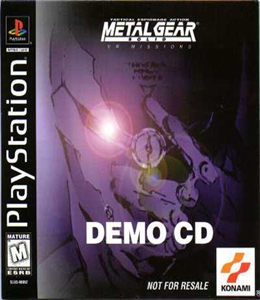 TACTICAL ESPIONAGE ACTION
METAL GEAR
SOLID
VR MISSIONS
PlayStation
DEMO CD
MATURE
M
ESRB
NOT FOR RESALE
KONAMI